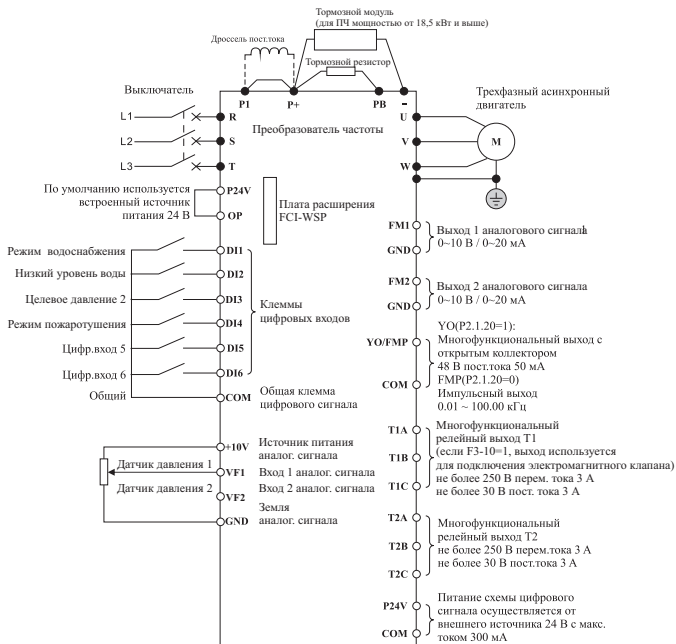 Тормозной модуль
(для ПЧ мощностью от 18,5 кВт и выше)
Дроссель пост.тока
Тормозной резистор
Выключатель
P1
P+
PB
–
Трехфазный асинхронный
двигатель
L1
R
U
Преобразователь частоты
L2
S
V
M
L3
T
W
По умолчанию используется
встроенный источник
питания 24 В
P24V
OP
Плата расширения
FCI-WSP
FM1
GND
Выход 1 аналогового сигнала
0~10 В / 0~20 мА
Режим водоснабжения
DI1
Низкий уровень воды
DI2
Целевое давление 2
DI3
Режим пожаротушения
DI4
Цифр.вход 5
DI5
Цифр.вход 6
DI6
Общий
COM
Клеммы
цифровых входов
Общая клемма
цифрового сигнала
FM2
GND
Выход 2 аналогового сигнала
0~10 В / 0~20 мА
YO/FMP
COM
YO(P2.1.20=1):
Многофункциональный выход с
открытым коллектором
48 В пост.тока 50 мА
FMP(P2.1.20=0)
Импульсный выход
0.01 ~ 100.00 кГц
+10V
Источник питания
аналог. сигнала
Датчик давления 1
VF1
Вход 1 аналог. сигнала
Датчик давления 2
VF2
Вход 2 аналог. сигнала
GND
Земля
аналог. сигнала
T1A
T1B
T1C
Многофункциональный
релейный выход T1
(если F3-10=1, выход используется
для подключения электромагнитного клапана)
не более 250 В перем. тока 3 А
не более 30 В пост. тока 3 А
T2A
T2B
T2C
Многофункциональный
релейный выход T2
не более 250 В перем.тока 3 А
не более 30 В пост.тока 3 А
P24V
COM
Питание схемы цифрового
сигнала осуществляется от
внешнего источника 24 В с макс.
током 300 мА